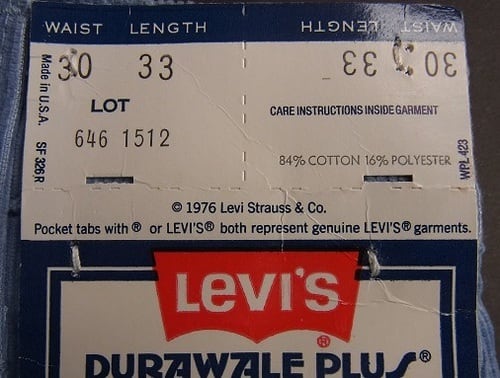 WAIST LENGTH
30 33
Made in U.S.A. SF 326R
LOT
646 1512
WAIST LENGTH
30 33
CARE INSTRUCTIONS INSIDE GARMENT
84% COTTON 16% POLYESTER
WPL 423
© 1976 Levi Strauss & Co.
Pocket tabs with ® or LEVI'S® both represent genuine LEVI'S® garments.
LEVI'S
®
DURAWALE PLUS®